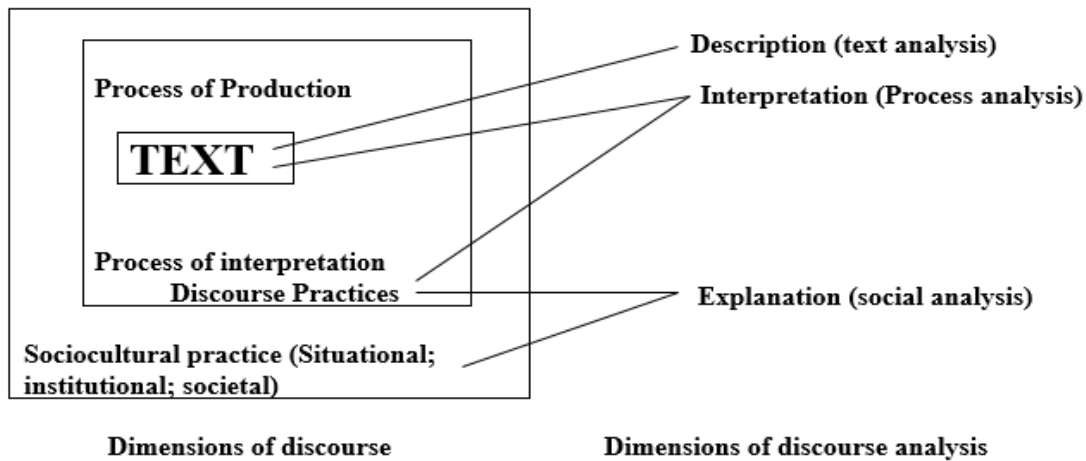 Description (text analysis)
Process of Production
Interpretation (Process analysis)
TEXT
Process of interpretation
Discourse Practices
Explanation (social analysis)
Sociocultural practice (Situational;
institutional; societal)
Dimensions of discourse
Dimensions of discourse analysis